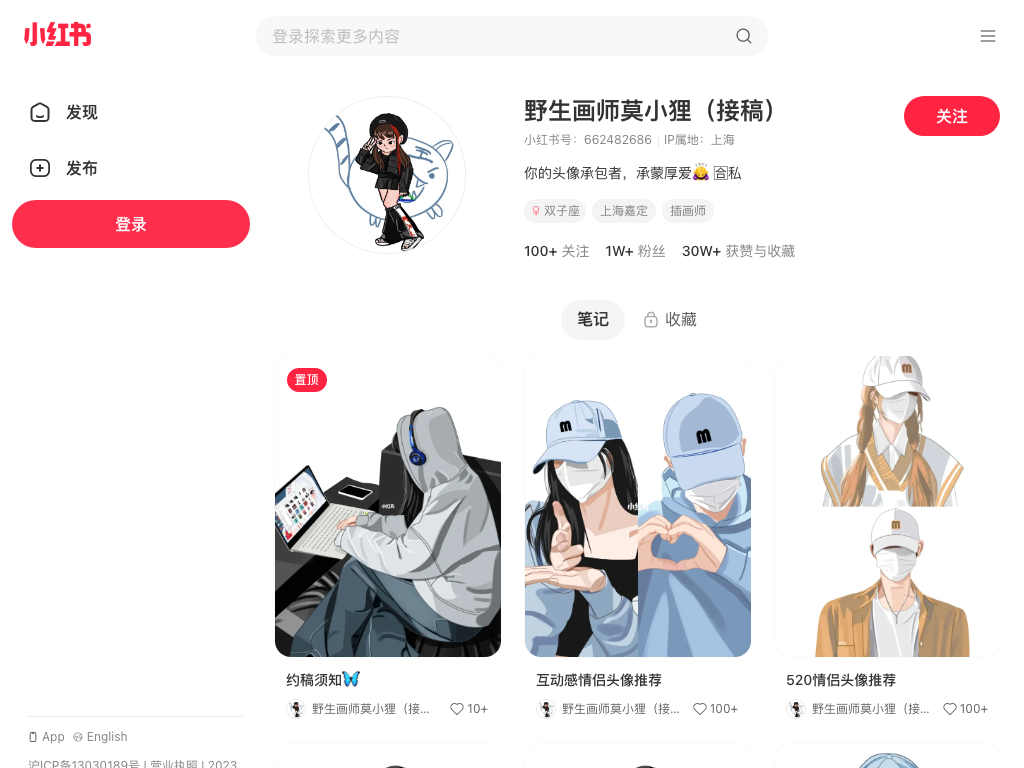 小红书
登录探索更多内容
发现
发布
登录
野生画师莫小狸（接稿）
关注
小红书号：662482686 IP属地：上海
你的头像承包者，承蒙厚爱🙇‍♀️ 🈴私
双子座 上海嘉定 插画师
100+ 关注 1W+ 粉丝 30W+ 获赞与收藏
笔记 收藏
置顶
约稿须知🦋
野生画师莫小狸（接... 10+
互动感情侣头像推荐
野生画师莫小狸（接... 100+
520情侣头像推荐
野生画师莫小狸（接... 100+
App English
沪ICP备13030189号 | 营业执照 | 2023